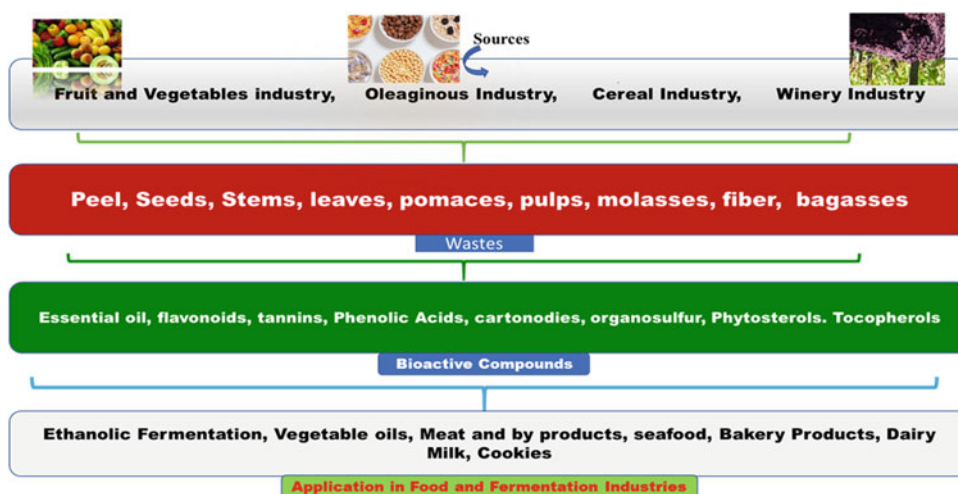 Sources
Fruit and Vegetables industry, Oleaginous Industry, Cereal Industry, Winery Industry
Peel, Seeds, Stems, leaves, pomaces, pulps, molasses, fiber, bagasses
Wastes
Essential oil, flavonoids, tannins, Phenolic Acids, cartonodies, organosulfur, Phytosterols. Tocopherols
Bioactive Compounds
Ethanolic Fermentation, Vegetable oils, Meat and by products, seafood, Bakery Products, Dairy
Milk, Cookies
Application in Food and Fermentation Industries